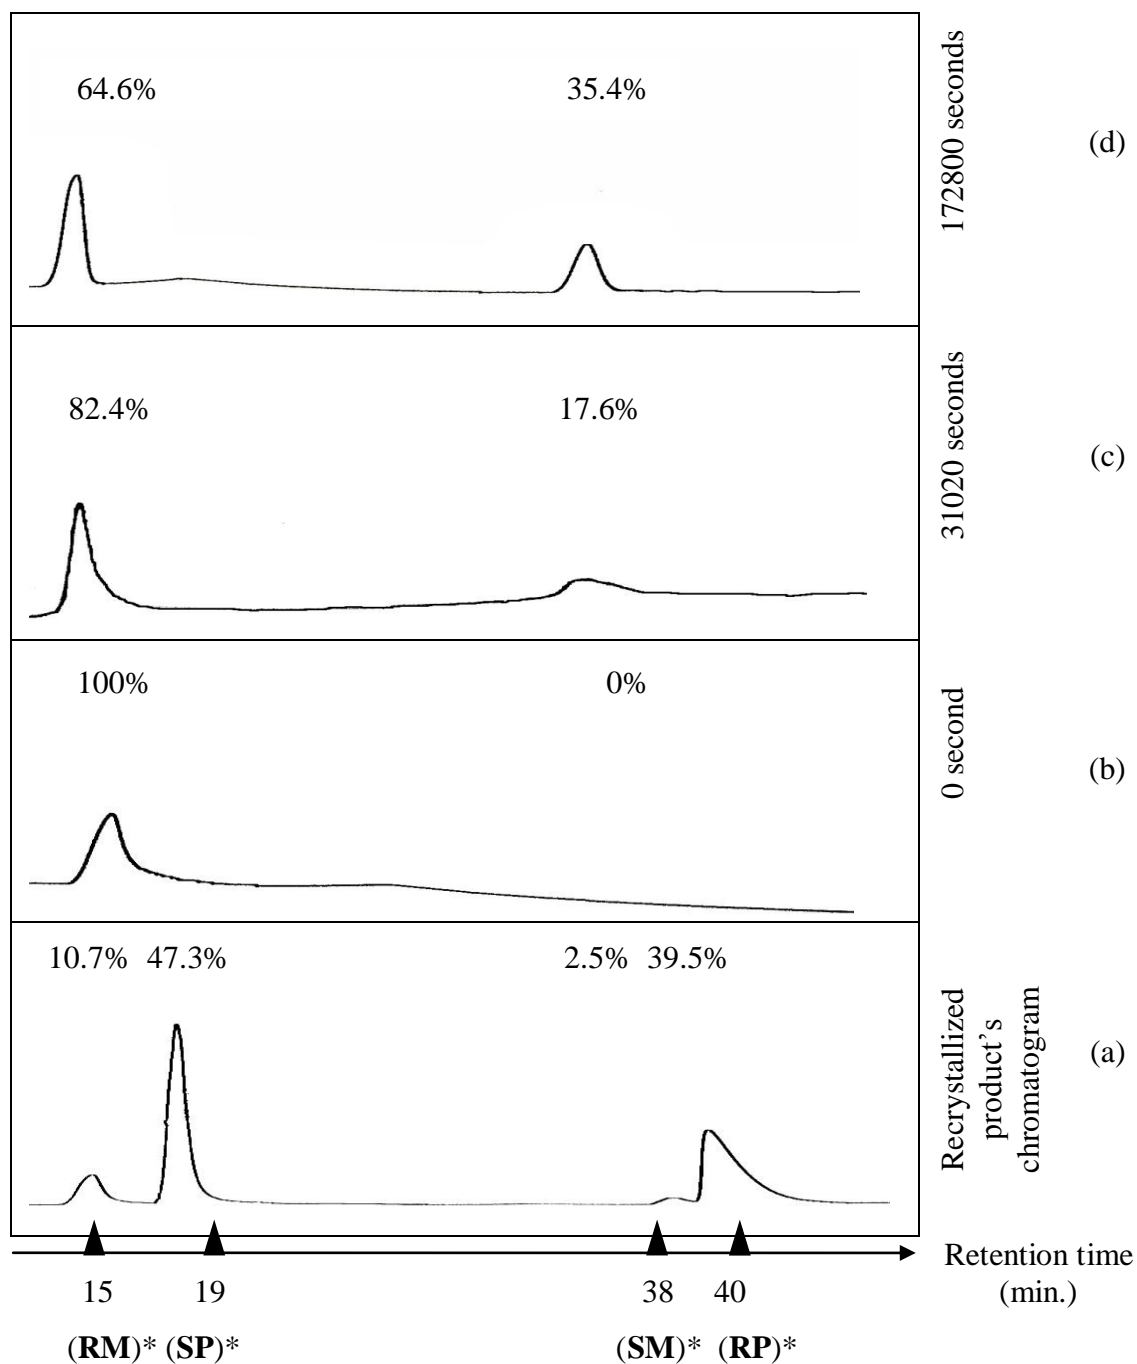 64.6% 35.4%
172800 seconds
(d)
82.4% 17.6%
31020 seconds
(c)
100% 0%
0 second
(b)
10.7% 47.3% 2.5% 39.5%
Recrystallized
product’s
chromatogram
(a)
Retention time
(min.)
15 19 38 40
(RM)* (SP)* (SM)* (RP)*